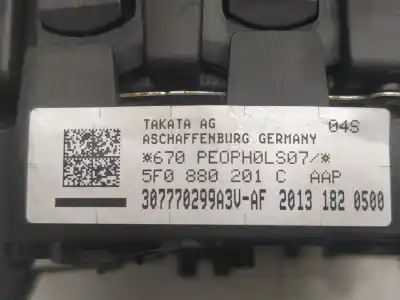 TAKATA AG 04S
ASCHAFFENBURG GERMANY
*670 PEOPH0LS07/*
5F0 880 201 C AAP
307770299A3V-AF 2013 182 0500